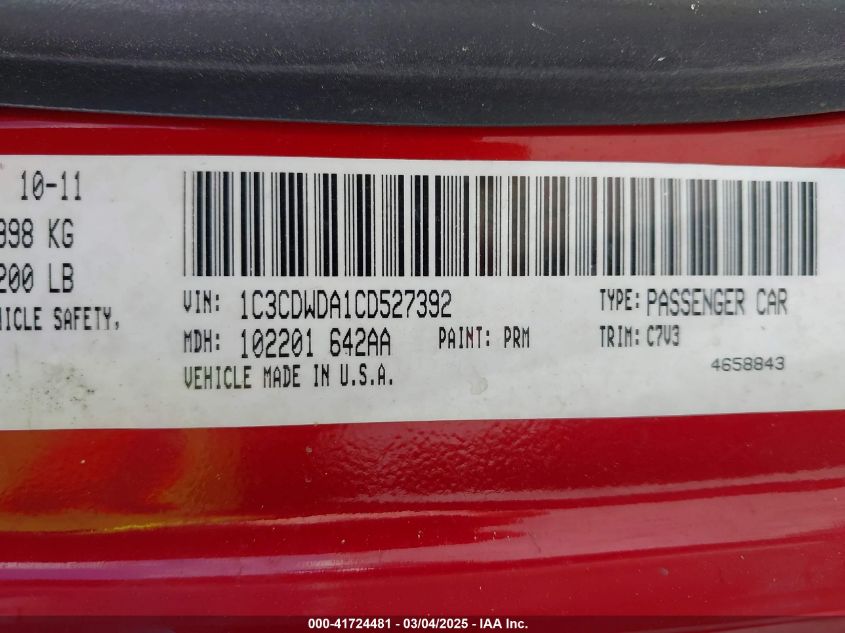 10-11
898 KG
200 LB
HICLE SAFETY,
VIN: 1C3CDWDA1CD527392 TYPE: PASSENGER CAR
MDH: 102201 642AA PAINT: PRM TRIM: C7V3
VEHICLE MADE IN U.S.A. 4658843
000-41724481 - 03/04/2025 - IAA Inc.